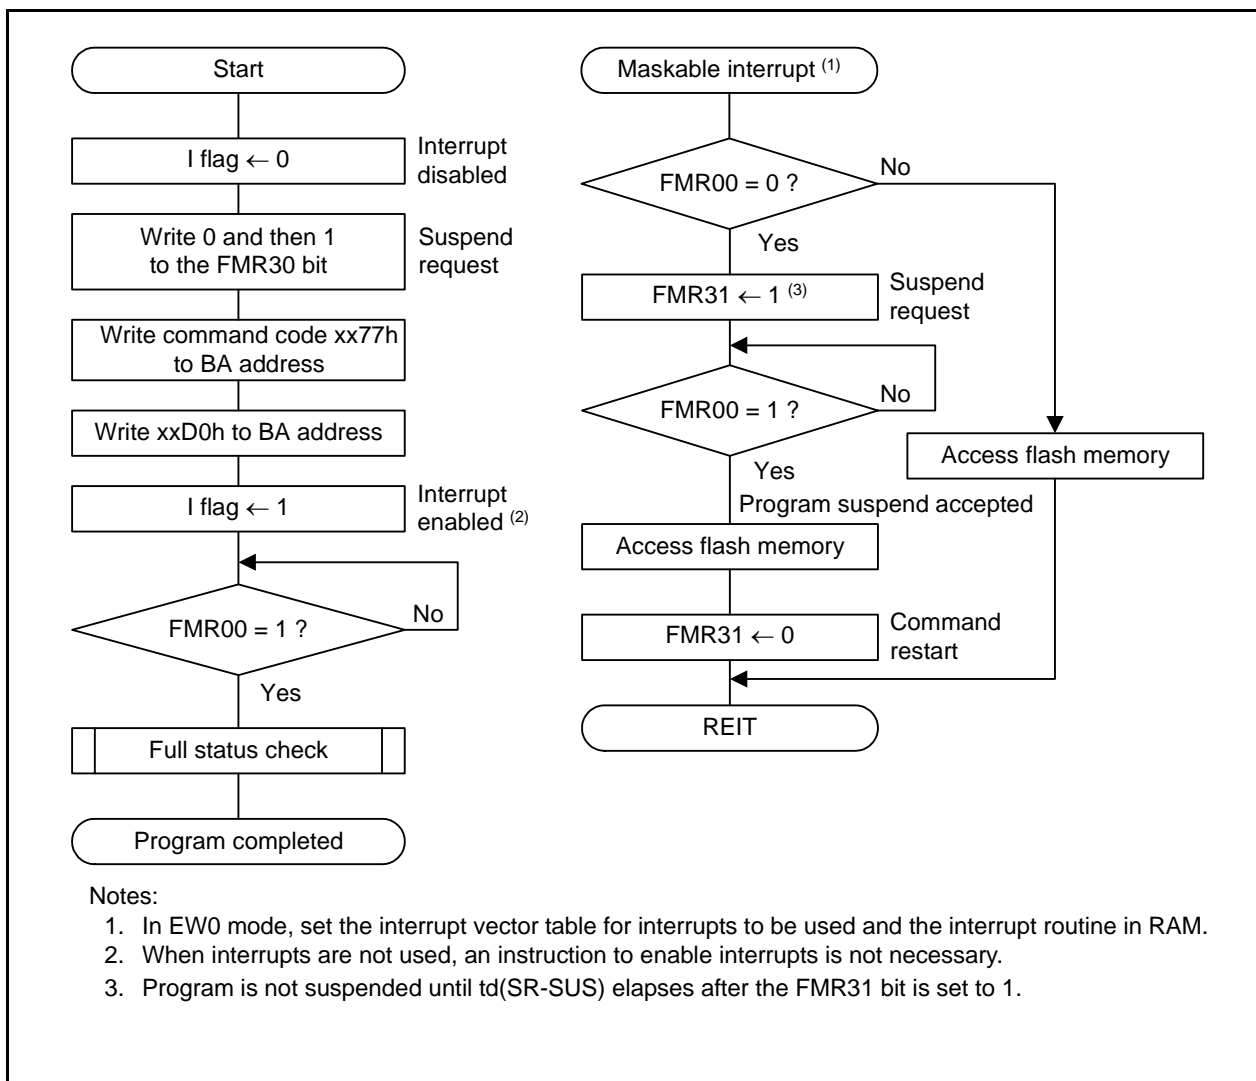 Start
I flag ← 0
Interrupt
disabled
Write 0 and then 1
to the FMR30 bit
Suspend
request
Write command code xx77h
to BA address
Write xxD0h to BA address
I flag ← 1
Interrupt
enabled (2)
FMR00 = 1 ?
No
Yes
Full status check
Program completed
Maskable interrupt (1)
FMR00 = 0 ?
No
Yes
FMR31 ← 1 (3)
Suspend
request
FMR00 = 1 ?
No
Yes
Program suspend accepted
Access flash memory
Access flash memory
FMR31 ← 0
Command
restart
REIT
Notes:
1. In EW0 mode, set the interrupt vector table for interrupts to be used and the interrupt routine in RAM.
2. When interrupts are not used, an instruction to enable interrupts is not necessary.
3. Program is not suspended until td(SR-SUS) elapses after the FMR31 bit is set to 1.